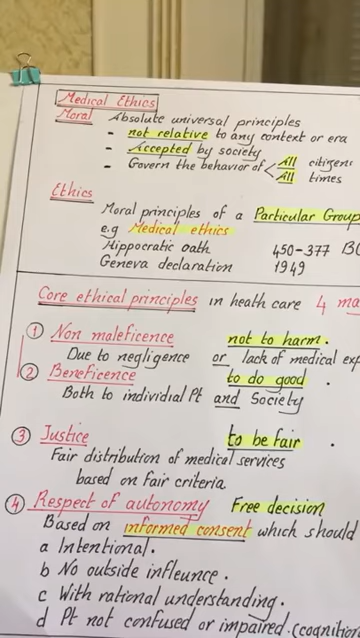 Medical Ethics
Moral Absolute universal principles
- not relative to any context or era
- Accepted by society
- Govern the behavior of < All citizens
All times
Ethics
Moral principles of a Particular Group
e.g Medical ethics
Hippocratic oath 450-377 BC
Geneva declaration 1949
Core ethical principles in heath care 4 ma
① Non maleficence not to harm.
Due to negligence or lack of medical exp
② Beneficence to do good.
Both to individial Pt and Society
③ Justice to be fair.
Fair distribution of medical services
based on fair criteria
④ Respect of autonomy Free decision
Based on informed consent which should
a Intentional.
b No outside infleunce.
c With rational understanding.
d Pt not confused or impaired.(cognition